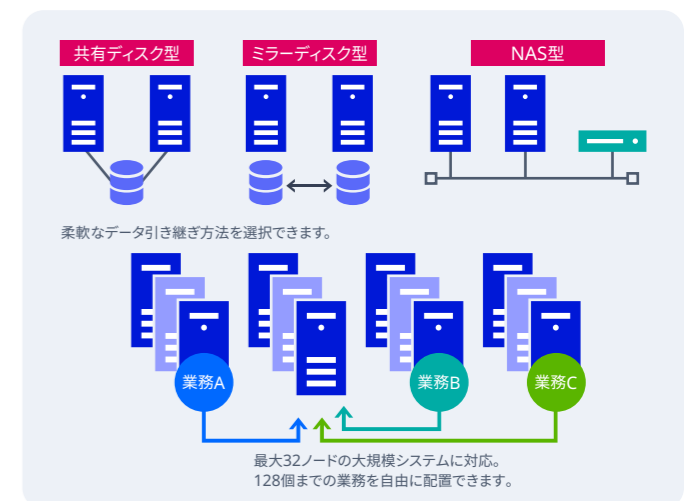 共有ディスク型
ミラーディスク型
NAS型
柔軟なデータ引き継ぎ方法を選択できます。
業務A
業務B
業務C
最大32ノードの大規模システムに対応。
128個までの業務を自由に配置できます。